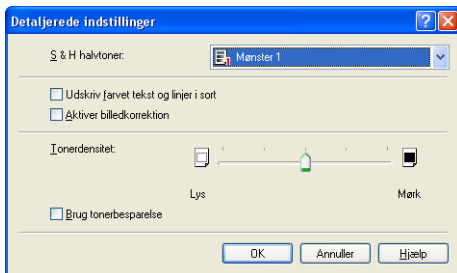 Detaljerede indstillinger
S & H halvtoner: Mønster 1
Udskriv farvet tekst og linjer i sort
Aktiver billedkorrektion
Tonerdensitet:
Lys Mørk
Brug tonerbesparelse
OK Annuller Hjælp